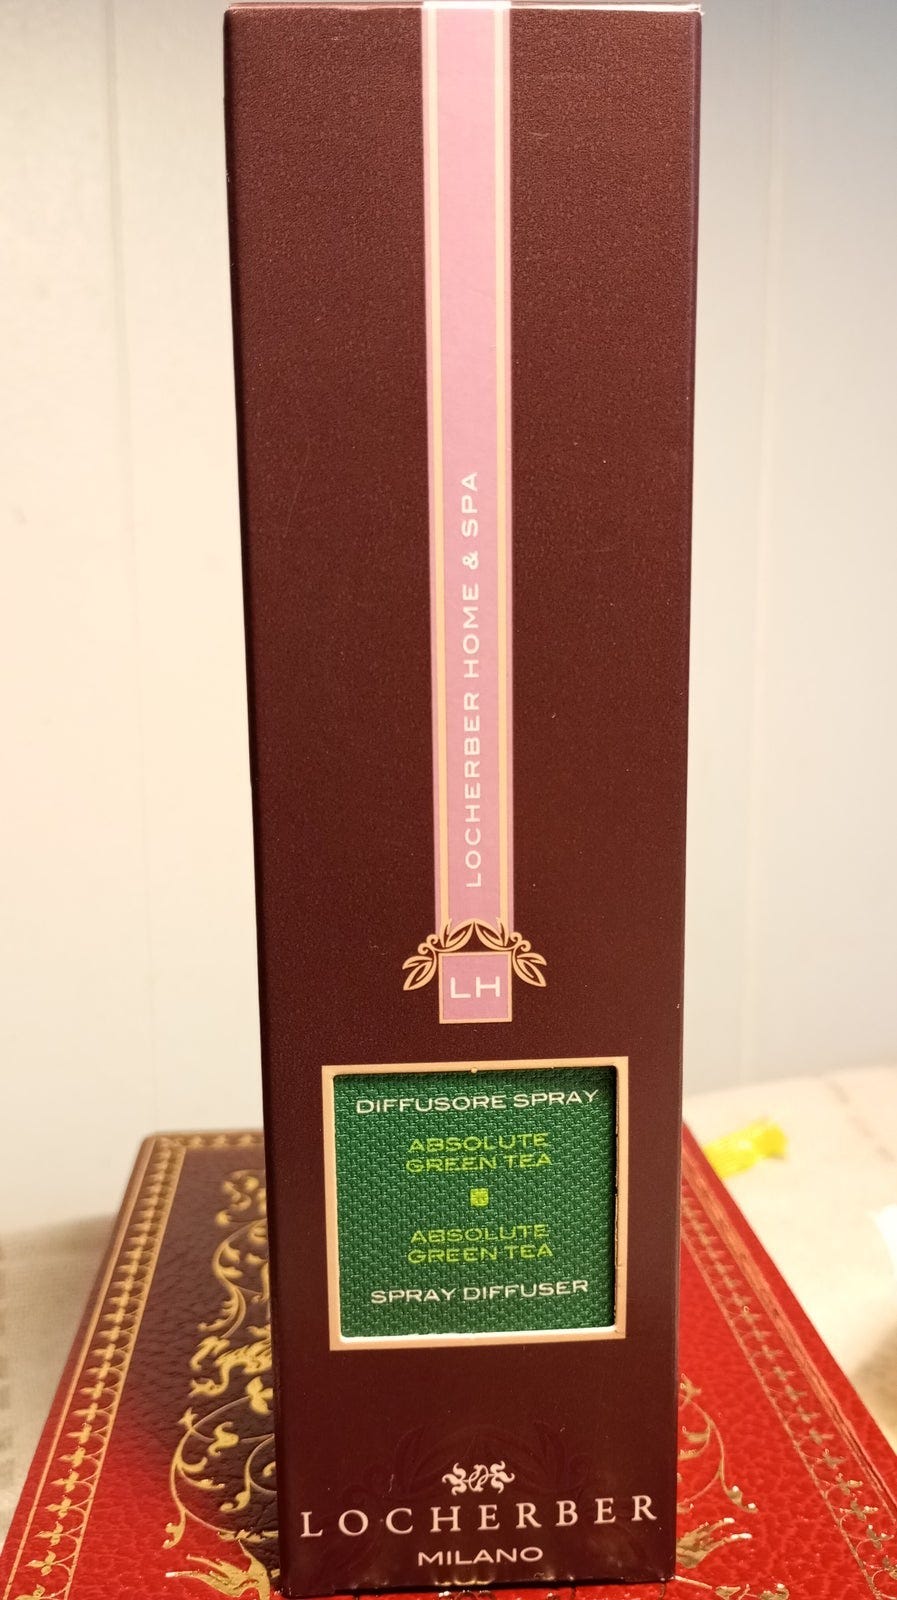 LOCHERBER HOME & SPA
LH
DIFFUSORE SPRAY
ABSOLUTE
GREEN TEA
ABSOLUTE
GREEN TEA
SPRAY DIFFUSER
LOCHERBER
MILANO